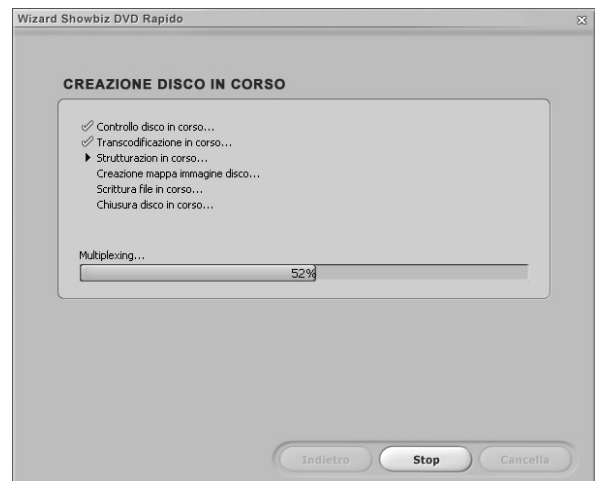 Wizard Showbiz DVD Rapido
CREAZIONE DISCO IN CORSO
Controllo disco in corso...
Transcodificazione in corso...
Strutturazion in corso...
Creazione mappa immagine disco...
Scrittura file in corso...
Chiusura disco in corso...
Multiplexing...
52%
Indietro Stop Cancella